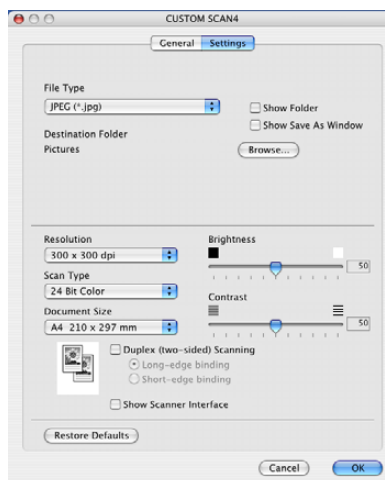 CUSTOM SCAN4
General Settings
File Type
JPEG (*.jpg)
Show Folder
Show Save As Window
Destination Folder
Pictures
Browse...
Resolution
300 x 300 dpi
Brightness
50
Scan Type
24 Bit Color
Contrast
50
Document Size
A4 210 x 297 mm
Duplex (two-sided) Scanning
Long-edge binding
Short-edge binding
Show Scanner Interface
Restore Defaults
Cancel OK